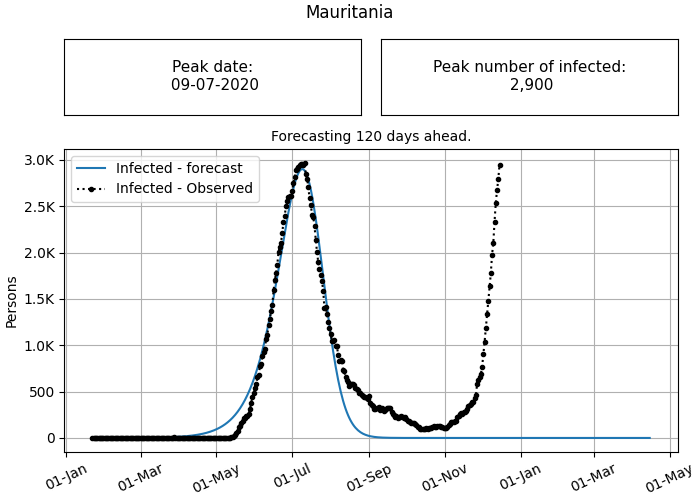 Mauritania
Peak date:
09-07-2020
Peak number of infected:
2,900
Forecasting 120 days ahead.
Infected - forecast
Infected - Observed
3.0K
2.5K
2.0K
1.5K
1.0K
500
0
Persons
01-Jan
01-Mar
01-May
01-Jul
01-Sep
01-Nov
01-Jan
01-Mar
01-May